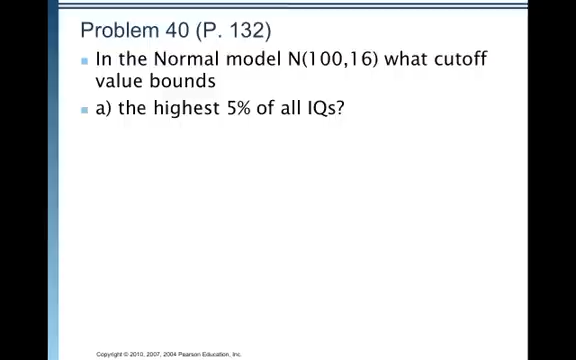 Problem 40 (P. 132)
In the Normal model N(100,16) what cutoff
value bounds
a) the highest 5% of all IQs?
Copyright © 2010, 2007, 2004 Pearson Education, Inc.